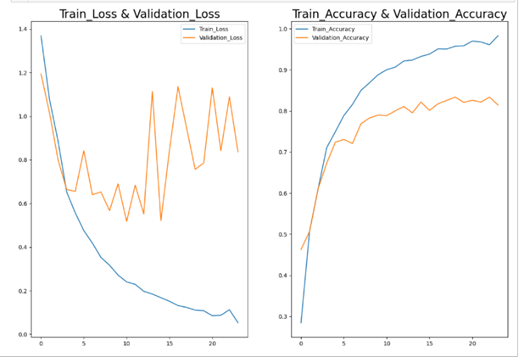 Train_Loss & Validation_Loss
Train_Loss
Validation_Loss
1.4
1.2
1.0
0.8
0.6
0.4
0.2
0.0
0 5 10 15 20
Train_Accuracy & Validation_Accuracy
Train_Accuracy
Validation_Accuracy
1.0
0.9
0.8
0.7
0.6
0.5
0.4
0.3
0 5 10 15 20